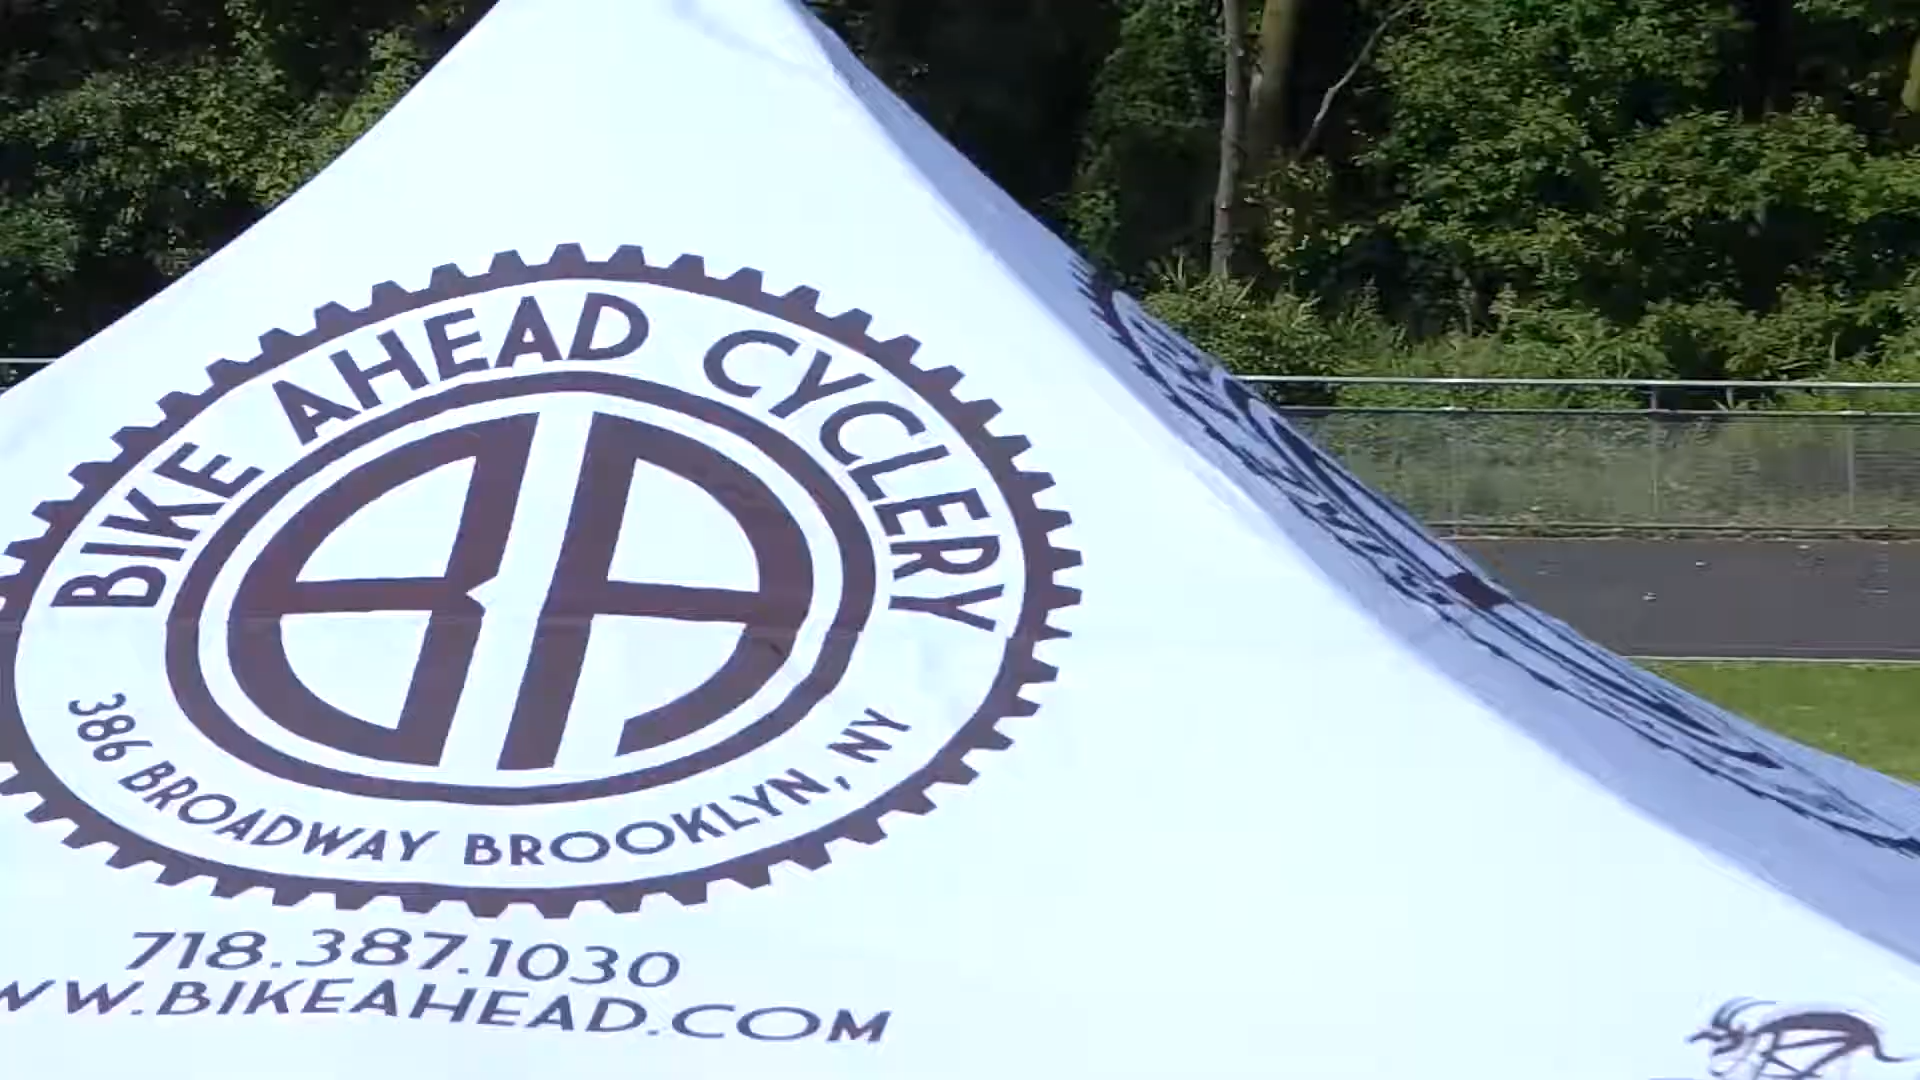 BIKE AHEAD CYCLERY
BA
386 BROADWAY BROOKLYN, NY
718.387.1030
WW.BIKEAHEAD.COM